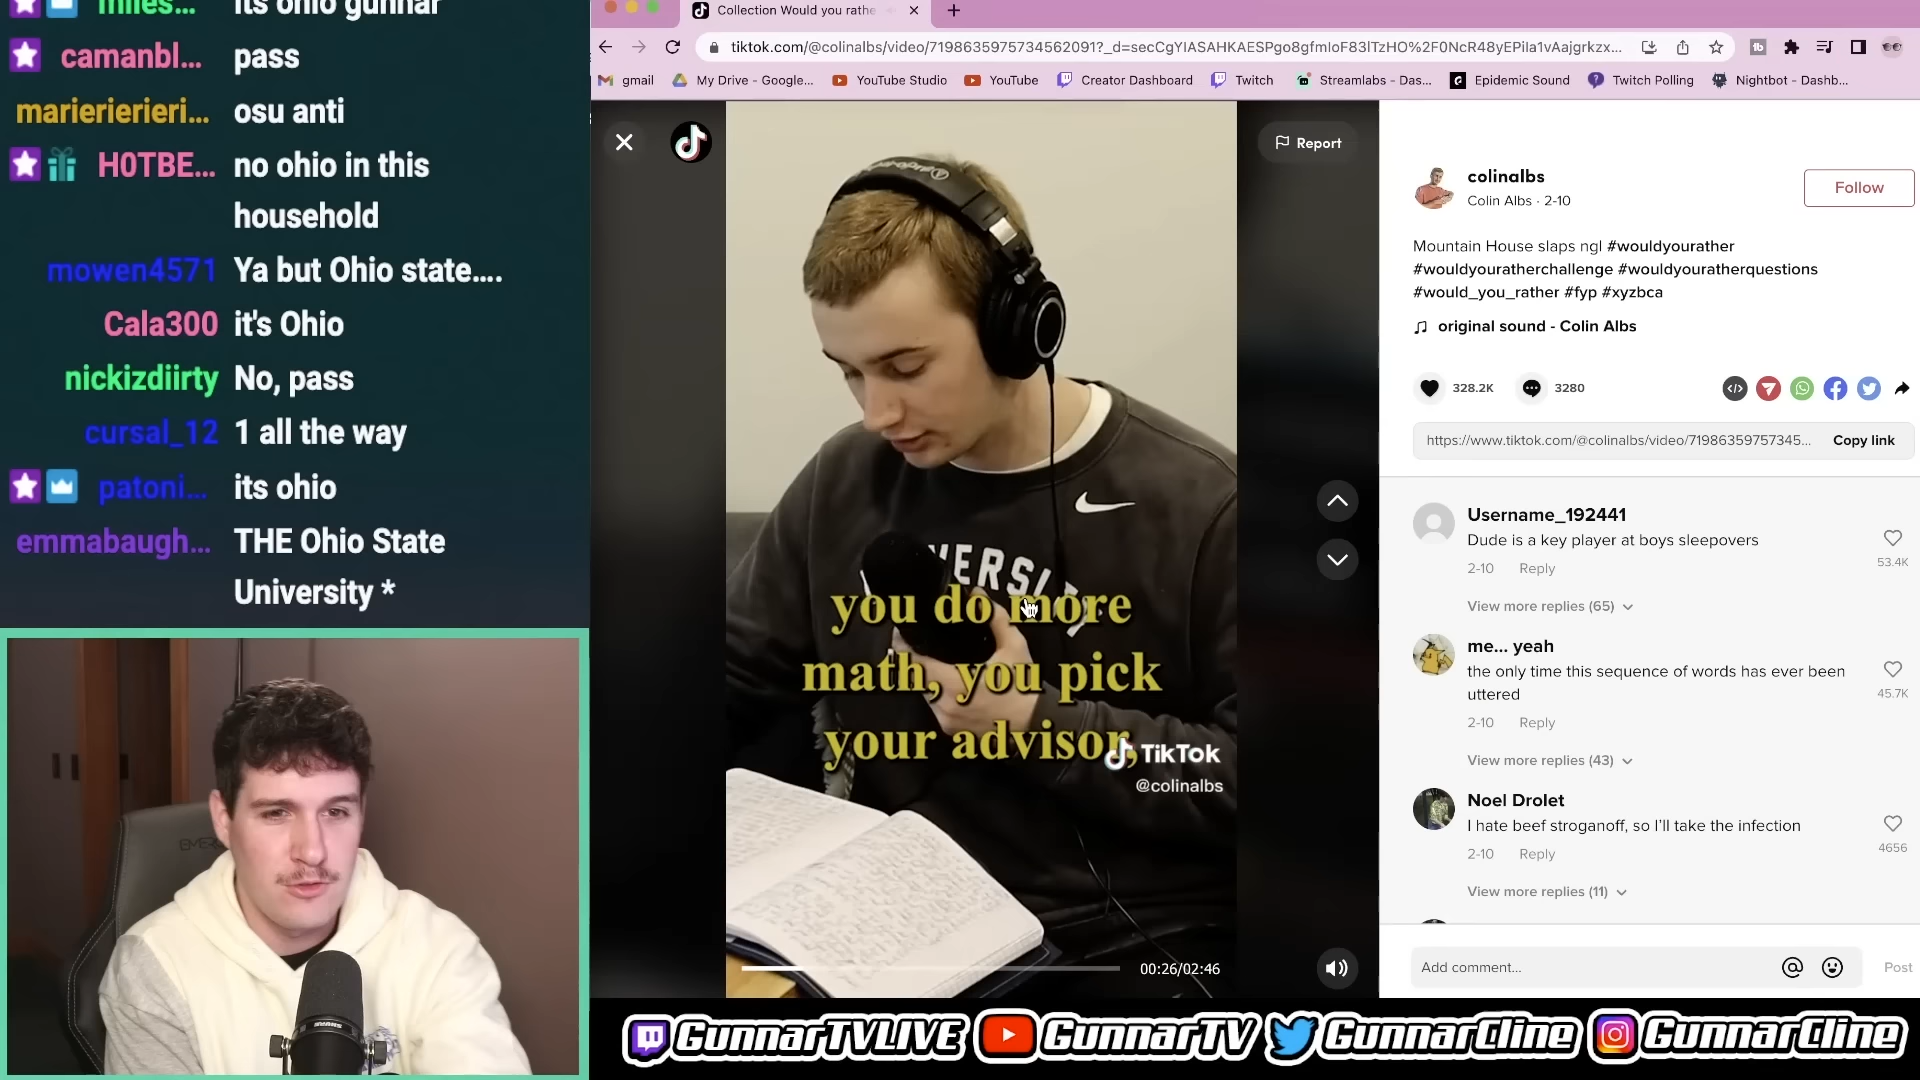 miles... its ohio gunnar
camanbl... pass
marierierieri... osu anti
H0TBE... no ohio in this
household
mowen4571 Ya but Ohio state....
Cala300 it's Ohio
nickizdiirty No, pass
cursal_12 1 all the way
patoni... its ohio
emmabaugh... THE Ohio State
University *
Collection Would you rathe
tiktok.com/@colinalbs/video/7198635975734562091?_d=secCgYIASAHKAESPgo8gfmIoF83lTzHO%2F0NcR48yEPiIa1vAajgrkzx...
gmail My Drive - Google... YouTube Studio YouTube Creator Dashboard Twitch Streamlabs - Das... Epidemic Sound Twitch Polling Nightbot - Dashb...
Report
you do more
math, you pick
your advisor,
TikTok
@colinalbs
00:26/02:46
colinalbs
Colin Albs · 2-10
Follow
Mountain House slaps ngl #wouldyourather
#wouldyouratherchallenge #wouldyouratherquestions
#would_you_rather #fyp #xyzbca
original sound - Colin Albs
328.2K 3280
https://www.tiktok.com/@colinalbs/video/71986359757345... Copy link
Username_192441
Dude is a key player at boys sleepovers
2-10 Reply
53.4K
View more replies (65)
me... yeah
the only time this sequence of words has ever been
uttered
45.7K
2-10 Reply
View more replies (43)
Noel Drolet
I hate beef stroganoff, so I'll take the infection
2-10 Reply
4656
View more replies (11)
Add comment... Post
GunnarTVLIVE GunnarTV GunnarCline GunnarCline